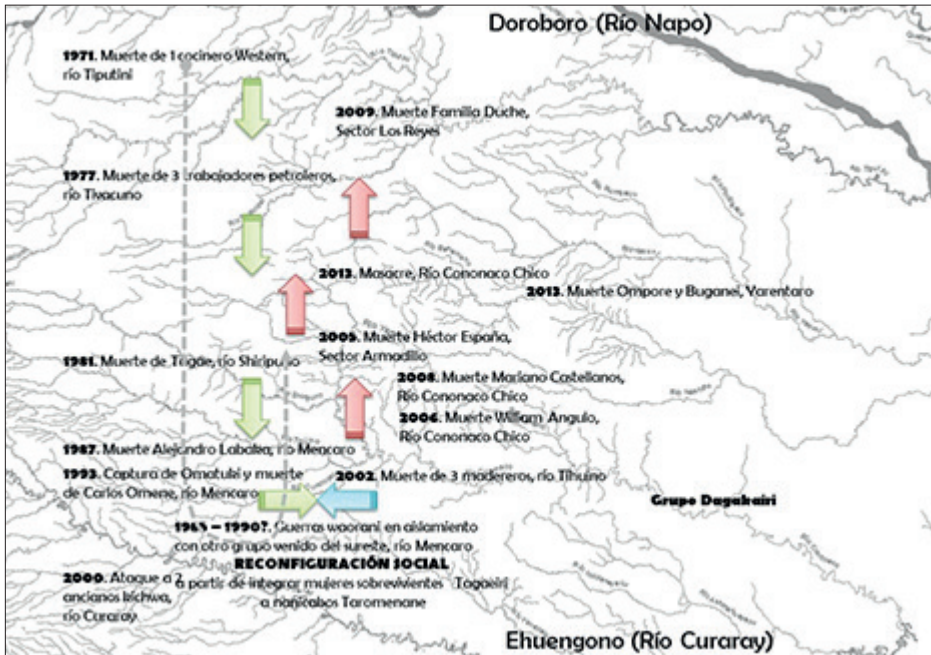 Doroboro (Río Napo)
1971. Muerte de 1 cocinero Western,
río Tiputini
2009. Muerte Familia Duche,
Sector Los Reyes
1977. Muerte de 3 trabajadores petroleros,
río Tivacuno
2013. Masacre, Río Cononaco Chico
2013. Muerte Ompore y Buganei, Yarentaro
2005. Muerte Héctor España,
Sector Armadillo
1981. Muerte de Tagae, río Shiripuno
2008. Muerte Mariano Castellanos,
Río Cononaco Chico
2006. Muerte William Angulo,
Río Cononaco Chico
1987. Muerte Alejandro Labaka, río Mencaro
1993. Captura de Omatuki y muerte
de Carlos Omene, río Mencaro
2002. Muerte de 3 madereros, río Tihuino
Grupo Dagakairi
Guerras waorani en aislamiento
con otro grupo venido del sureste, río Mencaro
RECONFIGURACIÓN SOCIAL
a partir de integrar mujeres sobrevivientes Tagaeiri
a nanicabos Taromenane
2000. Ataque a 2
ancianos kichwa,
río Curaray
Ehuengono (Río Curaray)